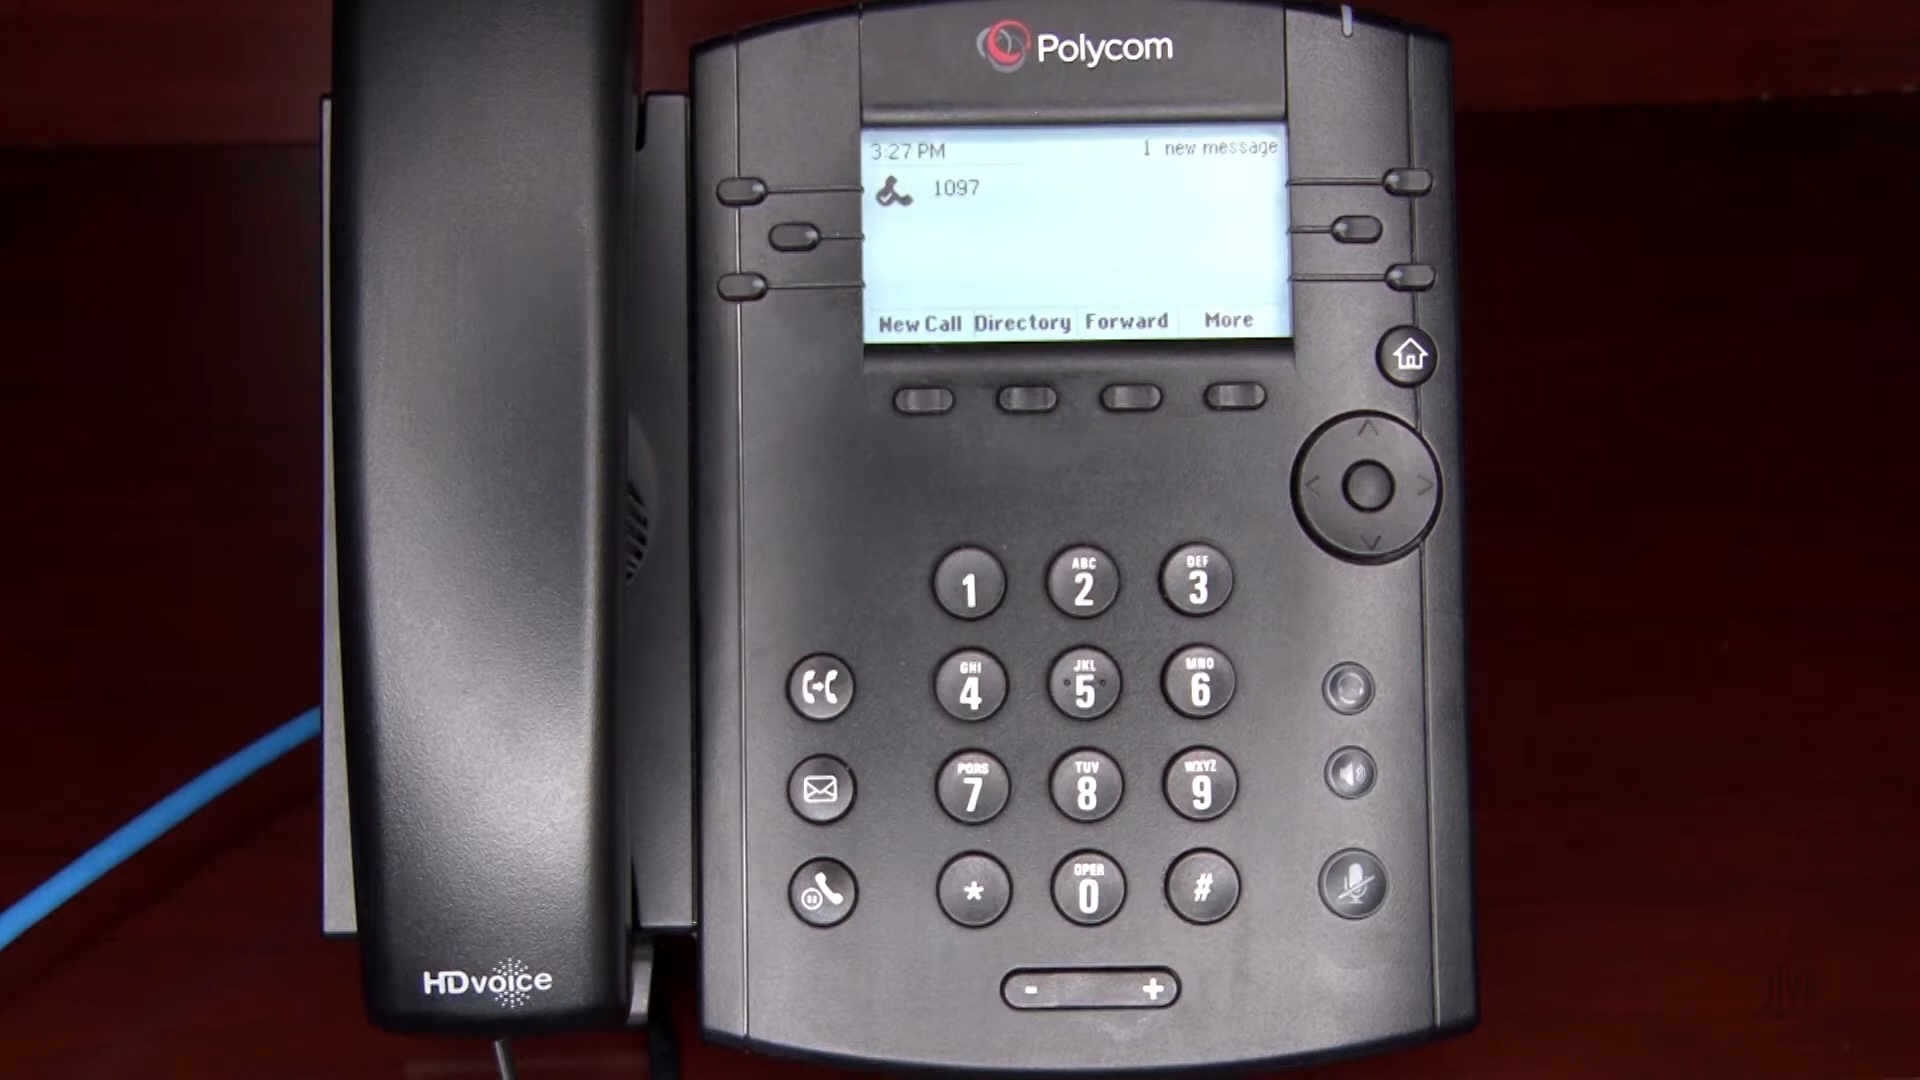 Polycom
3:27 PM
1 new message
1097
New Call Directory Forward More
1
ABC
2
DEF
3
GHI
4
JKL
5
MNO
6
PQRS
7
TUV
8
WXYZ
9
*
OPER
0
#
- +
HDvoice